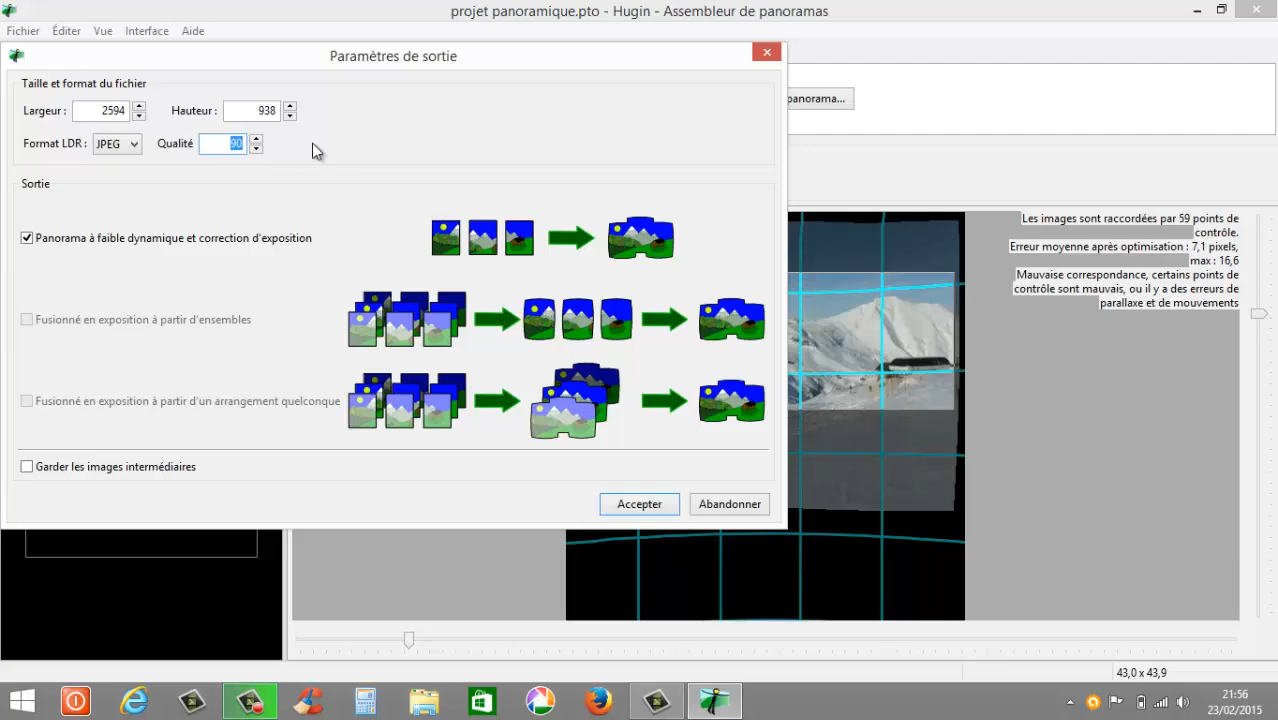 projet panoramique.pto - Hugin - Assembleur de panoramas
Fichier Éditer Vue Interface Aide
Paramètres de sortie
Taille et format du fichier
Largeur : 2594 Hauteur : 938
panorama...
Format LDR : JPEG Qualité 90
Sortie
Les images sont raccordées par 59 points de
contrôle.
Panorama à faible dynamique et correction d'exposition
Erreur moyenne après optimisation : 7,1 pixels,
max : 16,6
Mauvaise correspondance, certains points de
contrôle sont mauvais, ou il y a des erreurs de
parallaxe et de mouvements
Fusionné en exposition à partir d'ensembles
Fusionné en exposition à partir d'un arrangement quelconque
Garder les images intermédiaires
Accepter Abandonner
43,0 x 43,9
21:56
23/02/2015